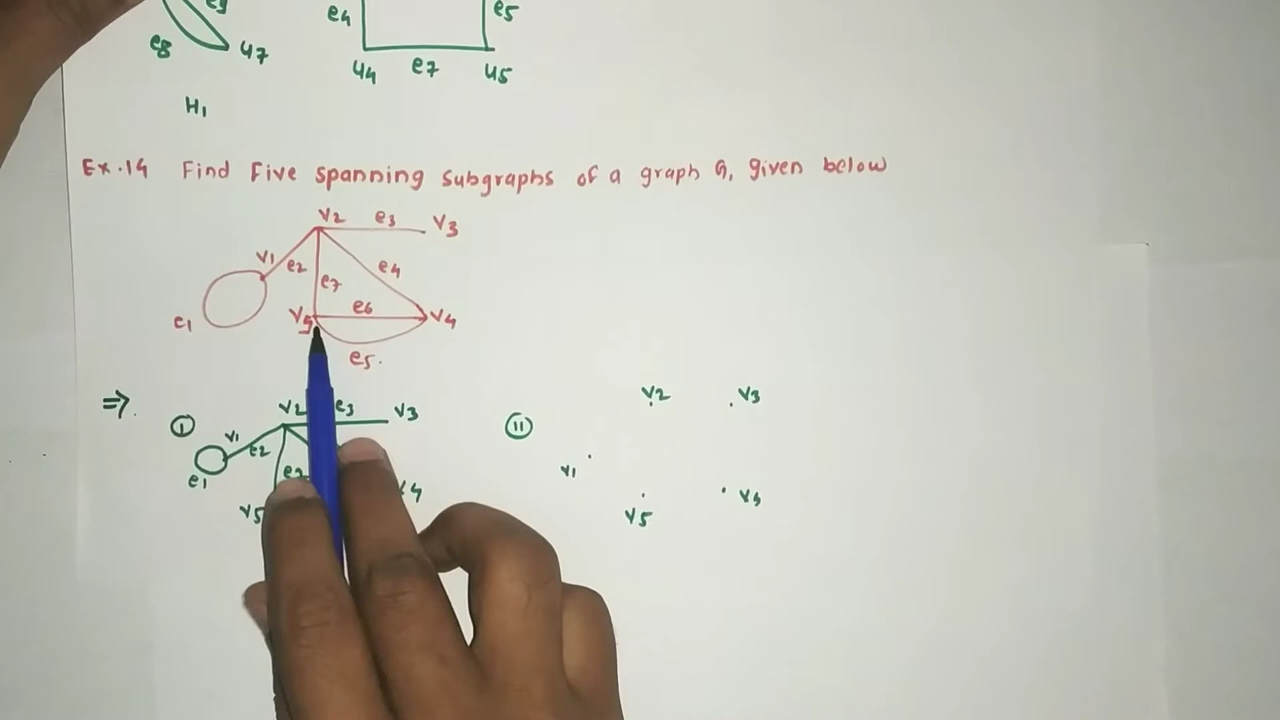 e8 u7
e4 e5
u4 e7 u5
H1
Ex.14 Find Five spanning subgraphs of a graph G, given below
v2 e3 v3
v1 e2 e4
e7
e1 v5 e6 v4
e5.
⇒ (I) v2 e3 v3
v1 e2
e1 e7
v5 v4
(II) v2 v3
v1
v5 v4